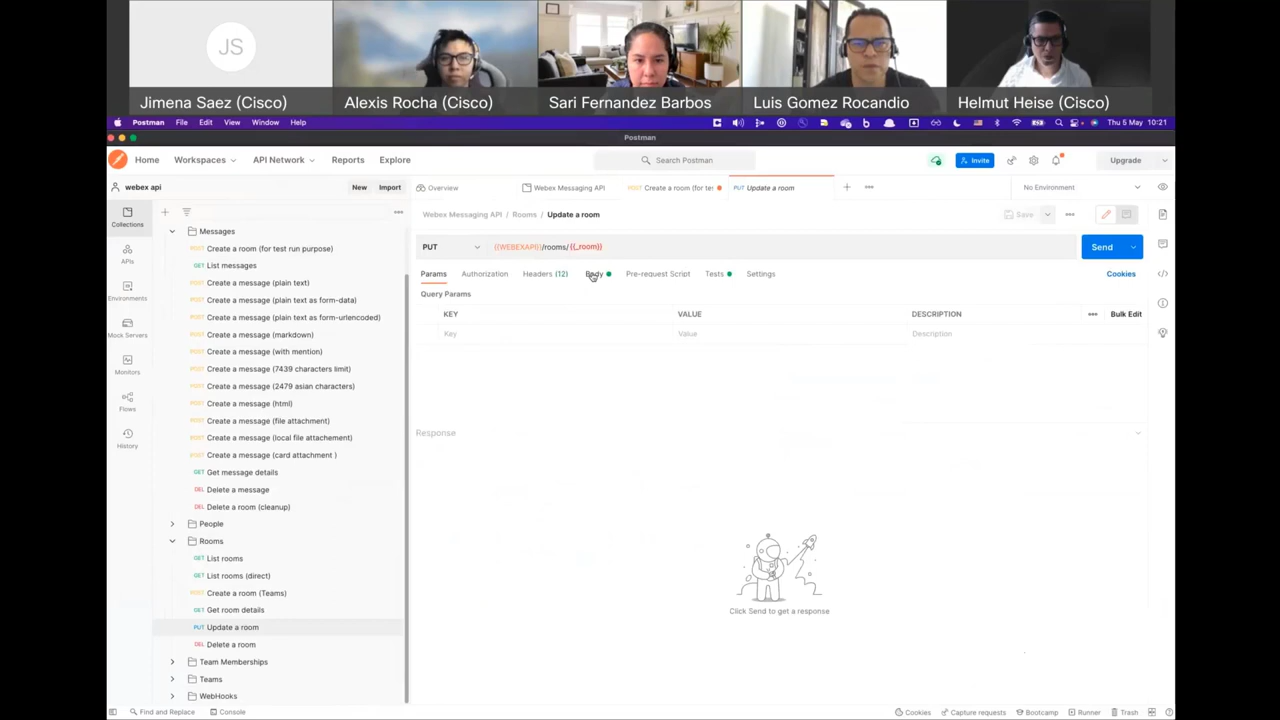 JS
Jimena Saez (Cisco)
Alexis Rocha (Cisco)
Sari Fernandez Barbos
Luis Gomez Rocandio
Helmut Heise (Cisco)
Postman File Edit View Window Help
Thu 5 May 10:21
Postman
Home Workspaces API Network Reports Explore
Search Postman
Invite
Upgrade
webex api
New Import
Overview
Webex Messaging API
POST Create a room (for tes
PUT Update a room
No Environment
Collections
APIs
Environments
Mock Servers
Monitors
Flows
History
Messages
POST Create a room (for test run purpose)
GET List messages
POST Create a message (plain text)
POST Create a message (plain text as form-data)
POST Create a message (plain text as form-urlencoded)
POST Create a message (markdown)
POST Create a message (with mention)
POST Create a message (7439 characters limit)
POST Create a message (2479 asian characters)
POST Create a message (html)
POST Create a message (file attachment)
POST Create a message (local file attachement)
POST Create a message (card attachment )
GET Get message details
DEL Delete a message
DEL Delete a room (cleanup)
People
Rooms
GET List rooms
GET List rooms (direct)
POST Create a room (Teams)
GET Get room details
PUT Update a room
DEL Delete a room
Team Memberships
Teams
WebHooks
Webex Messaging API / Rooms / Update a room
Save
PUT
{{WEBEXAPI}}/rooms/{{_room}}
Send
Params Authorization Headers (12) Body Pre-request Script Tests Settings
Cookies
Query Params
KEY VALUE DESCRIPTION
Bulk Edit
Key Value Description
Response
Click Send to get a response
Find and Replace Console
Cookies Capture requests Bootcamp Runner Trash